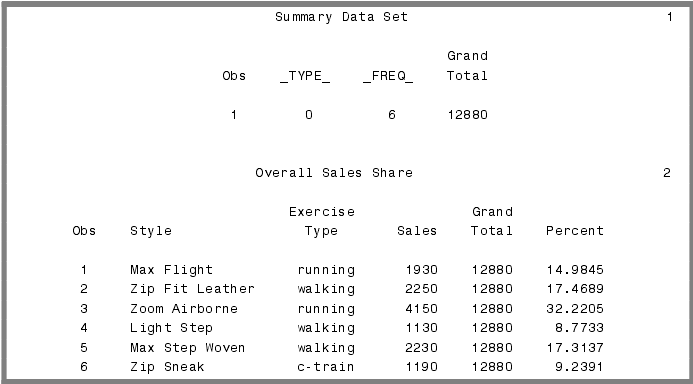 Summary Data Set 1
Grand
Obs _TYPE_ _FREQ_ Total
1 0 6 12880
Overall Sales Share 2
Exercise Grand
Obs Style Type Sales Total Percent
1 Max Flight running 1930 12880 14.9845
2 Zip Fit Leather walking 2250 12880 17.4689
3 Zoom Airborne running 4150 12880 32.2205
4 Light Step walking 1130 12880 8.7733
5 Max Step Woven walking 2230 12880 17.3137
6 Zip Sneak c-train 1190 12880 9.2391